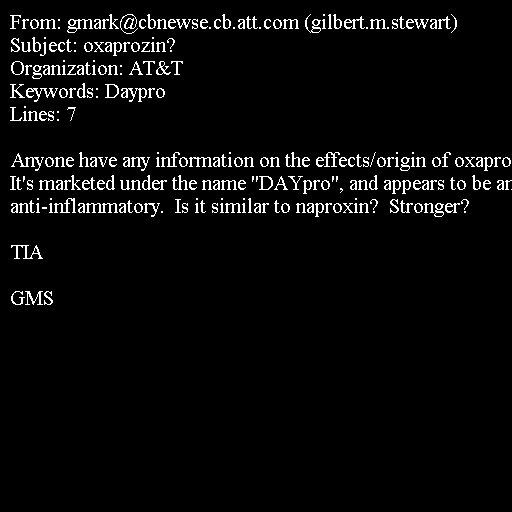 From: gmark@cbnewse.cb.att.com (gilbert.m.stewart)
Subject: oxaprozin?
Organization: AT&T
Keywords: Daypro
Lines: 7

Anyone have any information on the effects/origin of oxapro
It's marketed under the name "DAYpro", and appears to be an
anti-inflammatory.  Is it similar to naproxin?  Stronger?

TIA

GMS